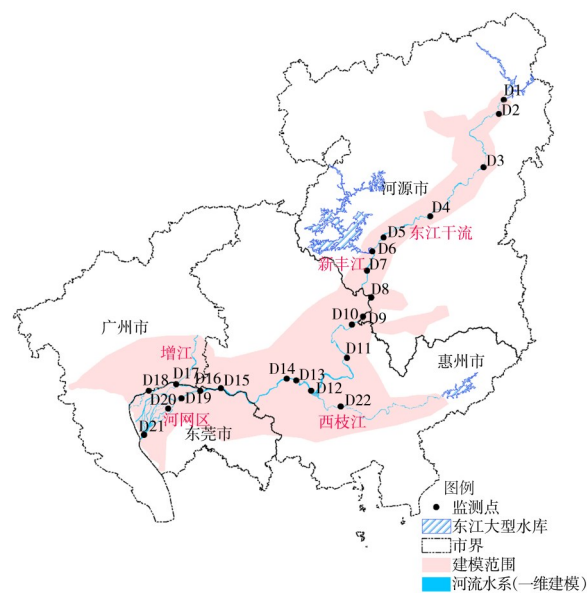 D1
D2
D3
河源市
D4
D5
东江干流
D6
新丰江
D7
D8
D10
D9
广州市
增江
D11
惠州市
D14
D13
D17
D18
D16
D15
D12
D20
D19
D22
河网区
西枝江
D21
东莞市
图例
监测点
东江大型水库
市界
建模范围
河流水系(一维建模)